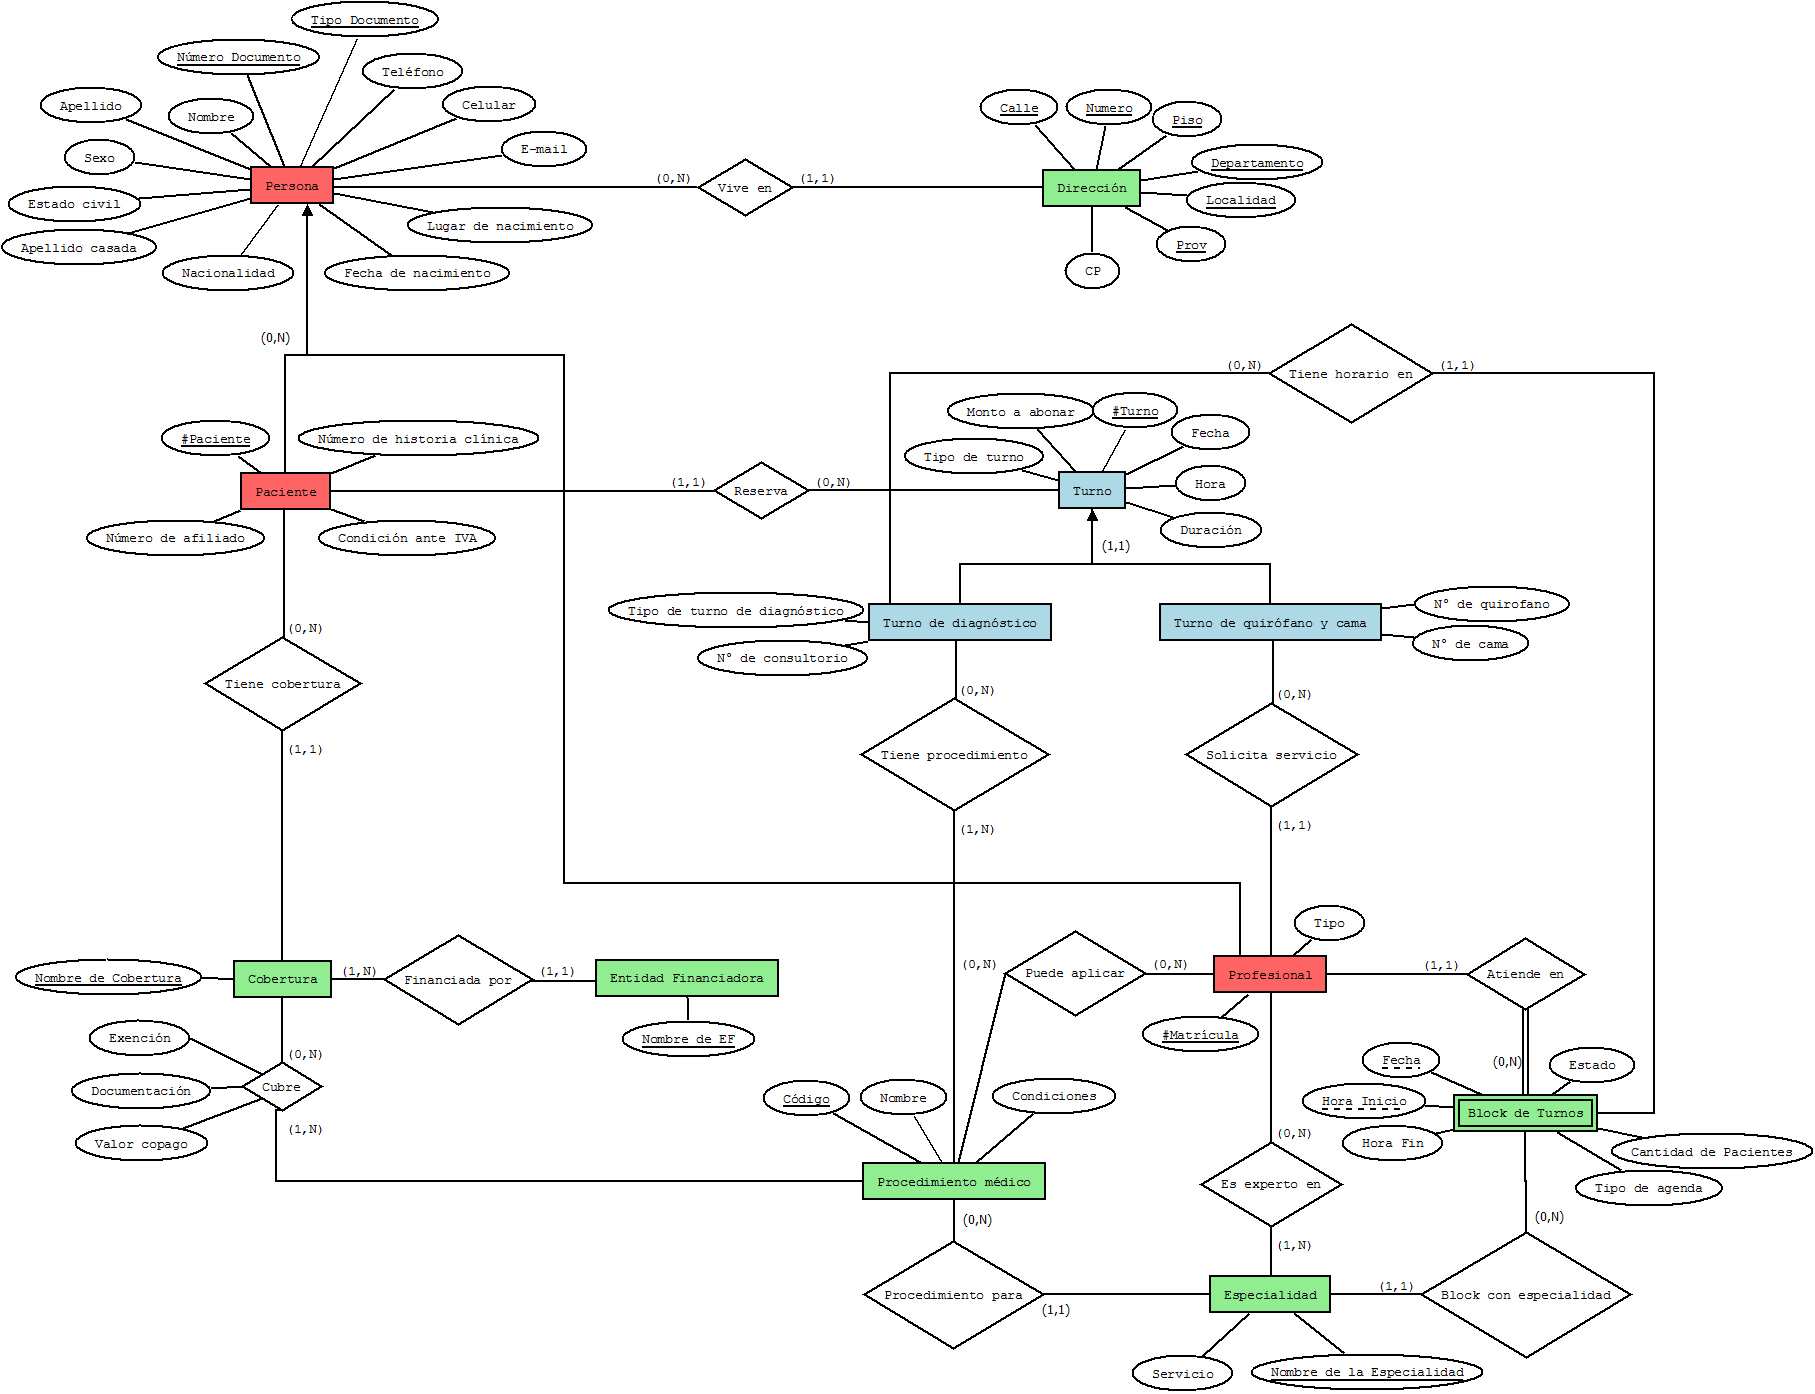 Tipo Documento
Número Documento
Teléfono
Apellido
Nombre
Celular
Sexo
E-mail
Persona
Estado civil
Apellido casada
Nacionalidad
Fecha de nacimiento
Lugar de nacimiento
(0,N)
Vive en
(1,1)
Calle
Numero
Piso
Departamento
Dirección
Localidad
Prov
CP
(0,N)
(0,N)
Tiene horario en
(1,1)
#Paciente
Número de historia clínica
Paciente
Número de afiliado
Condición ante IVA
(1,1)
Reserva
(0,N)
Monto a abonar
#Turno
Fecha
Tipo de turno
Hora
Turno
Duración
(1,1)
Tipo de turno de diagnóstico
Turno de diagnóstico
N° de consultorio
Turno de quirófano y cama
N° de quirofano
N° de cama
(0,N)
Tiene cobertura
(1,1)
(0,N)
Tiene procedimiento
(1,N)
(0,N)
Solicita servicio
(1,1)
Nombre de Cobertura
Cobertura
(1,N)
Financiada por
(1,1)
Entidad Financiadora
Nombre de EF
(0,N)
Puede aplicar
(0,N)
Tipo
Profesional
#Matrícula
(1,1)
Atiende en
(0,N)
Exención
Documentación
Valor copago
(0,N)
Cubre
(1,N)
Código
Nombre
Condiciones
Procedimiento médico
Fecha
Estado
Hora Inicio
Block de Turnos
Hora Fin
Cantidad de Pacientes
Tipo de agenda
(0,N)
Es experto en
(1,N)
(0,N)
Procedimiento para
(1,1)
Especialidad
(1,1)
(0,N)
Block con especialidad
Servicio
Nombre de la Especialidad